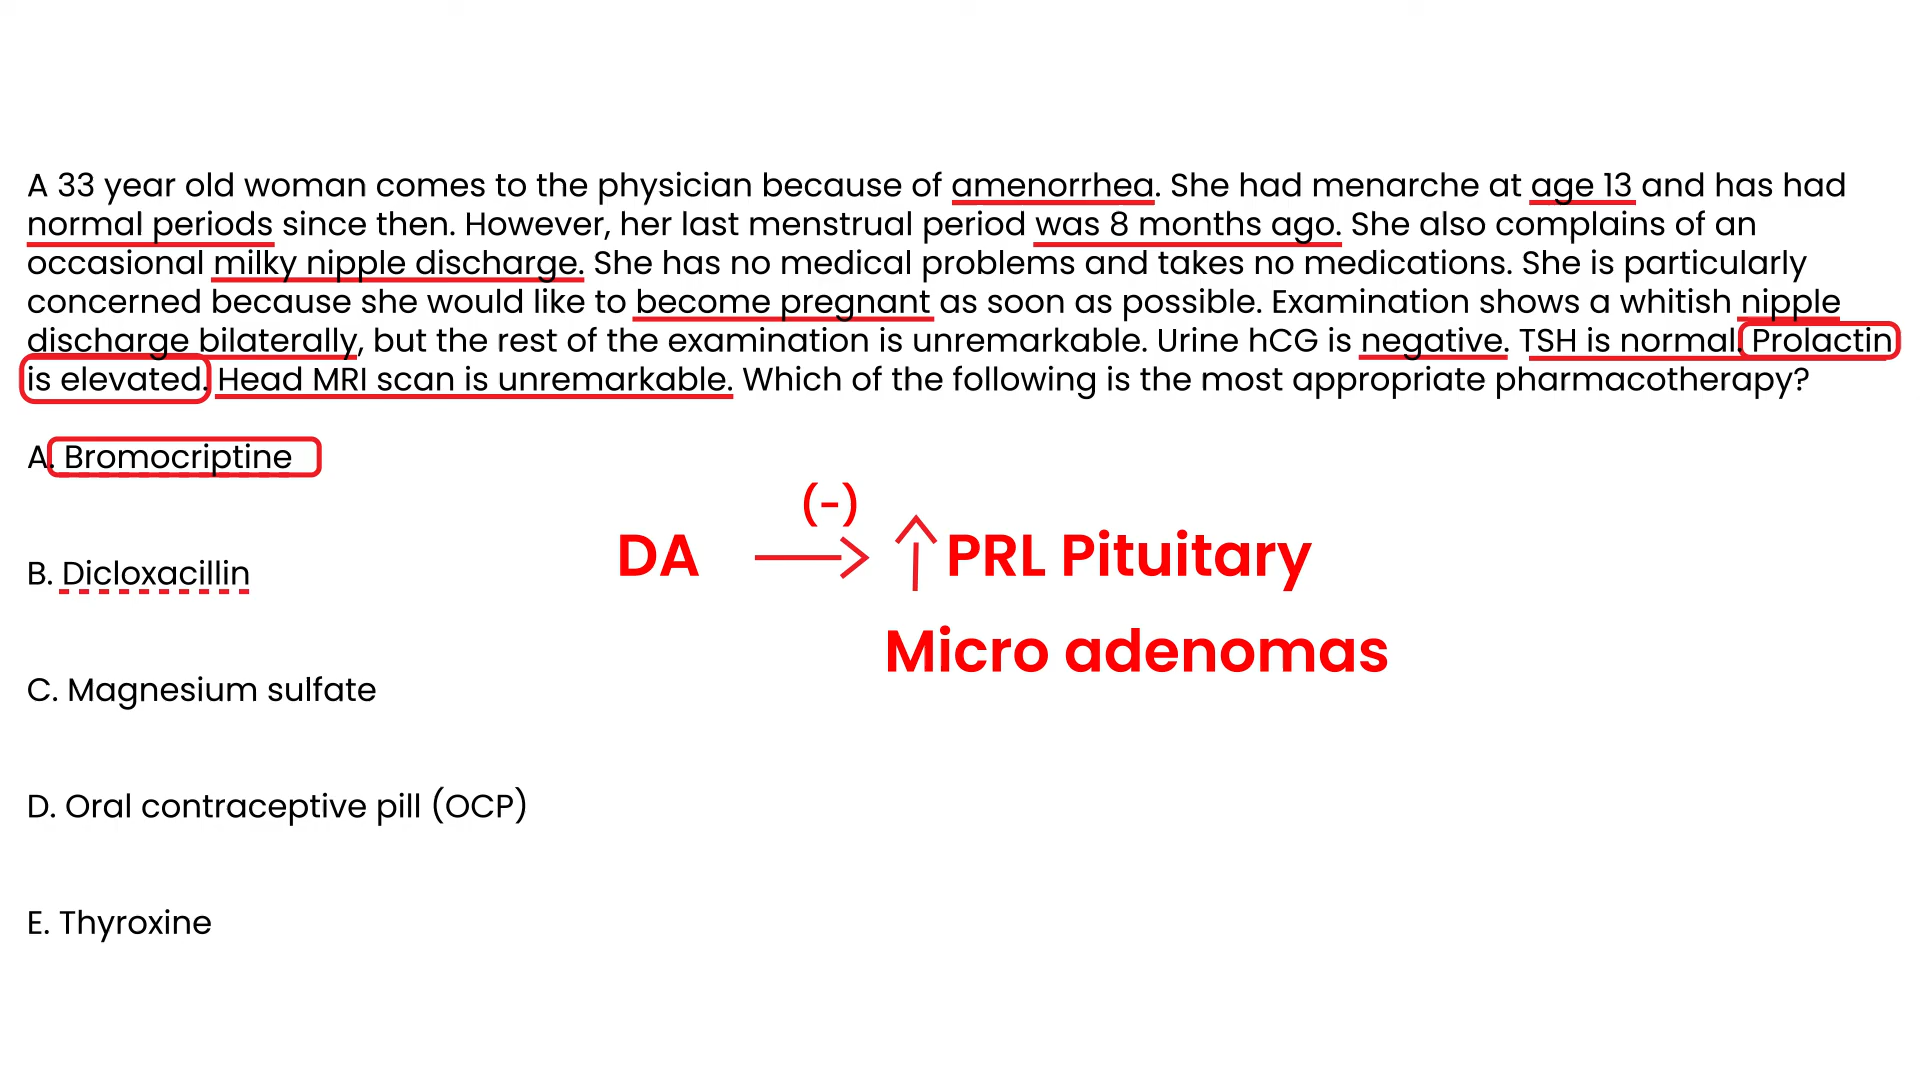 A 33 year old woman comes to the physician because of amenorrhea. She had menarche at age 13 and has had
normal periods since then. However, her last menstrual period was 8 months ago. She also complains of an
occasional milky nipple discharge. She has no medical problems and takes no medications. She is particularly
concerned because she would like to become pregnant as soon as possible. Examination shows a whitish nipple
discharge bilaterally, but the rest of the examination is unremarkable. Urine hCG is negative. TSH is normal. Prolactin
is elevated. Head MRI scan is unremarkable. Which of the following is the most appropriate pharmacotherapy?
A. Bromocriptine
(-)
DA → ↑ PRL Pituitary
B. Dicloxacillin
Micro adenomas
C. Magnesium sulfate
D. Oral contraceptive pill (OCP)
E. Thyroxine